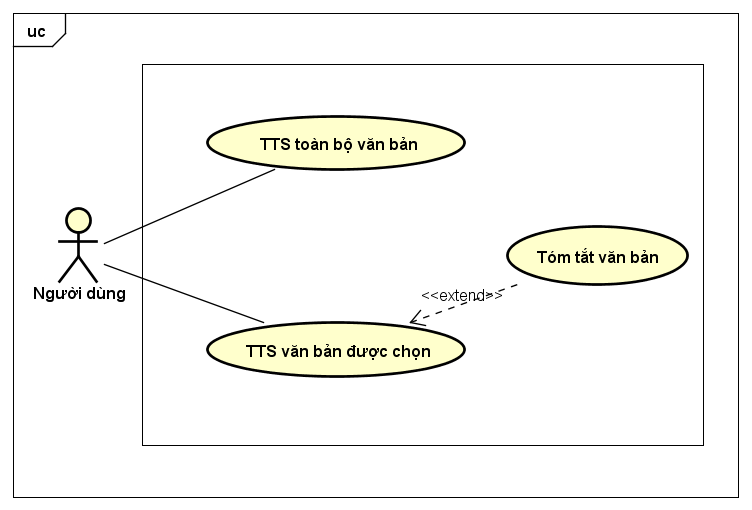 uc
TTS toàn bộ văn bản
Tóm tắt văn bản
Người dùng
<<extend>>
TTS văn bản được chọn